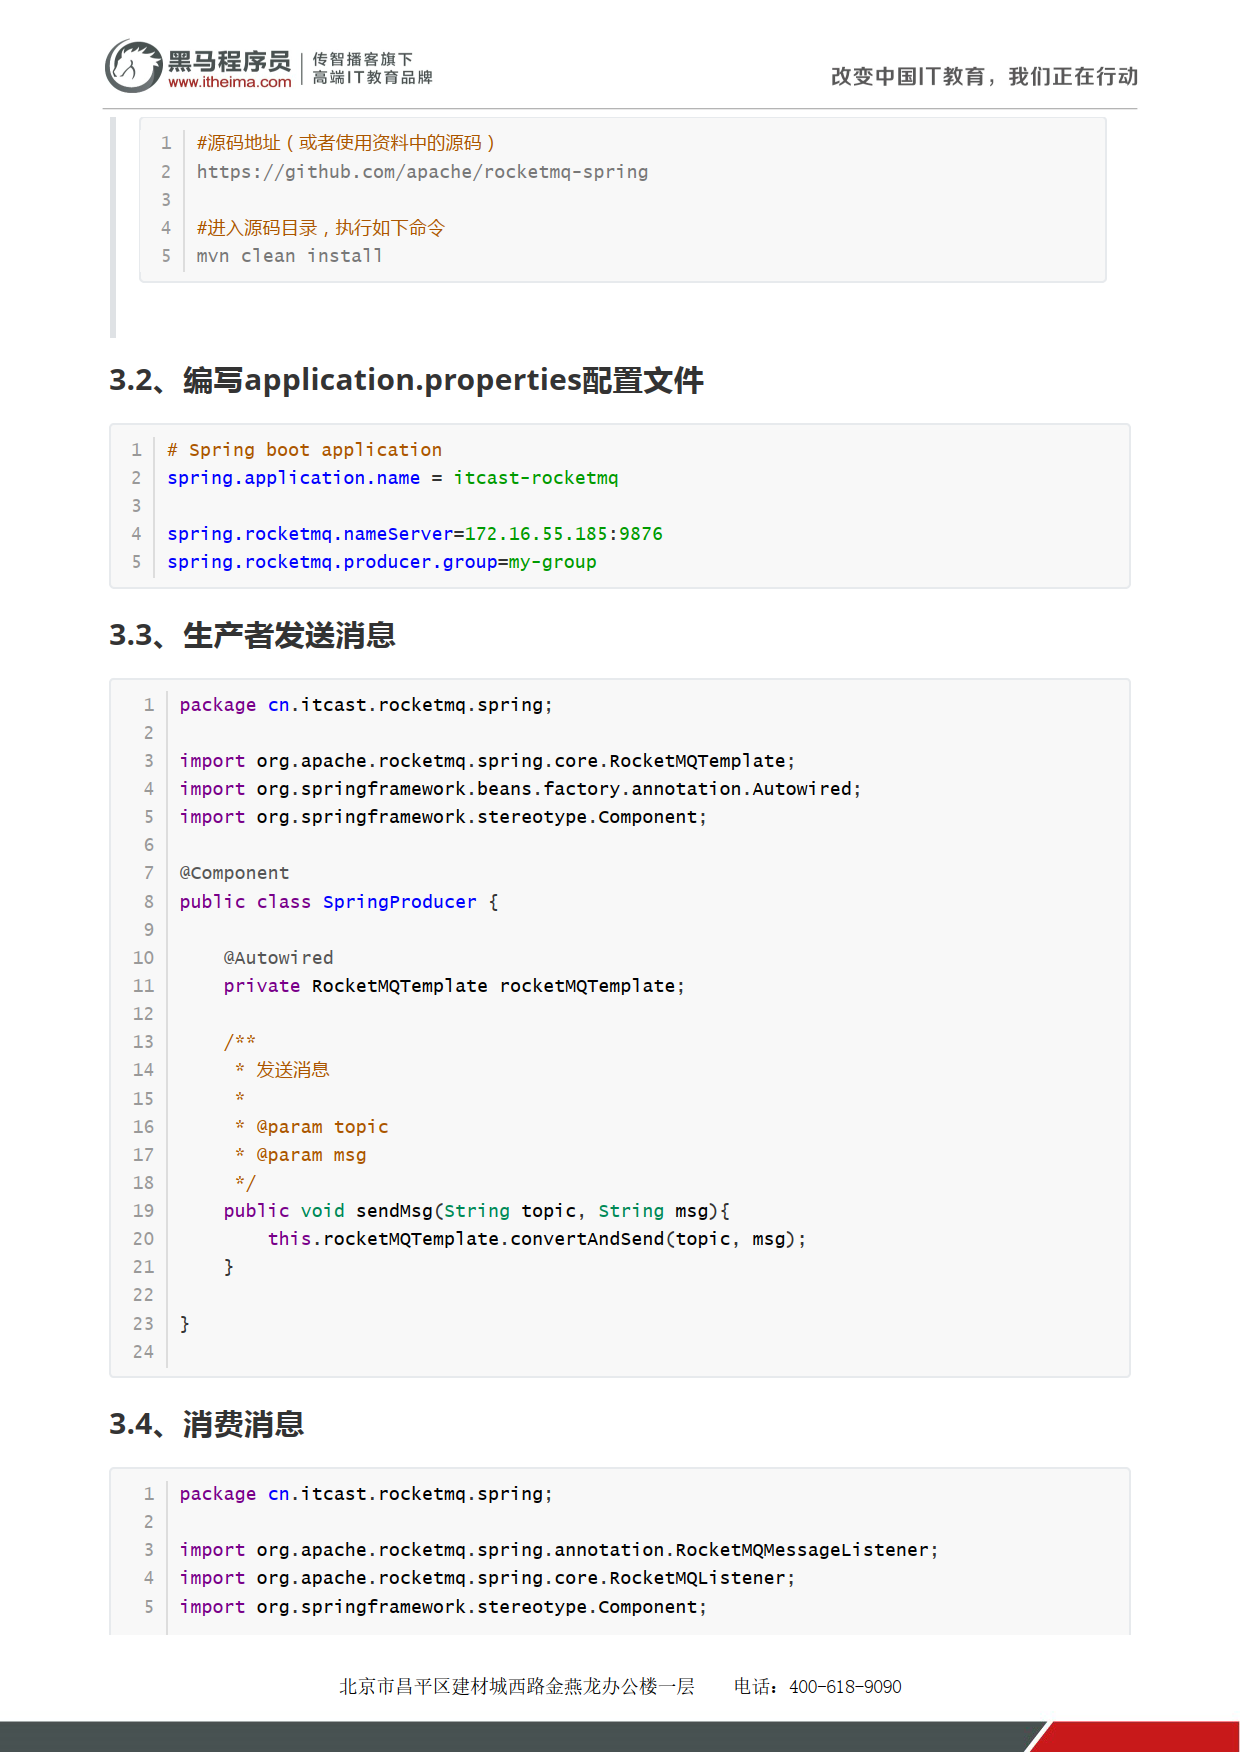 黑马程序员
www.itheima.com
传智播客旗下
高端IT教育品牌
改变中国IT教育，我们正在行动
1 #源码地址（或者使用资料中的源码）
2 https://github.com/apache/rocketmq-spring
3
4 #进入源码目录，执行如下命令
5 mvn clean install
3.2、编写application.properties配置文件
1 # Spring boot application
2 spring.application.name = itcast-rocketmq
3
4 spring.rocketmq.nameServer=172.16.55.185:9876
5 spring.rocketmq.producer.group=my-group
3.3、生产者发送消息
1 package cn.itcast.rocketmq.spring;
2
3 import org.apache.rocketmq.spring.core.RocketMQTemplate;
4 import org.springframework.beans.factory.annotation.Autowired;
5 import org.springframework.stereotype.Component;
6
7 @Component
8 public class SpringProducer {
9
10     @Autowired
11     private RocketMQTemplate rocketMQTemplate;
12
13     /**
14      * 发送消息
15      *
16      * @param topic
17      * @param msg
18      */
19     public void sendMsg(String topic, String msg){
20         this.rocketMQTemplate.convertAndSend(topic, msg);
21     }
22
23 }
24
3.4、消费消息
1 package cn.itcast.rocketmq.spring;
2
3 import org.apache.rocketmq.spring.annotation.RocketMQMessageListener;
4 import org.apache.rocketmq.spring.core.RocketMQListener;
5 import org.springframework.stereotype.Component;
北京市昌平区建材城西路金燕龙办公楼一层 电话：400-618-9090